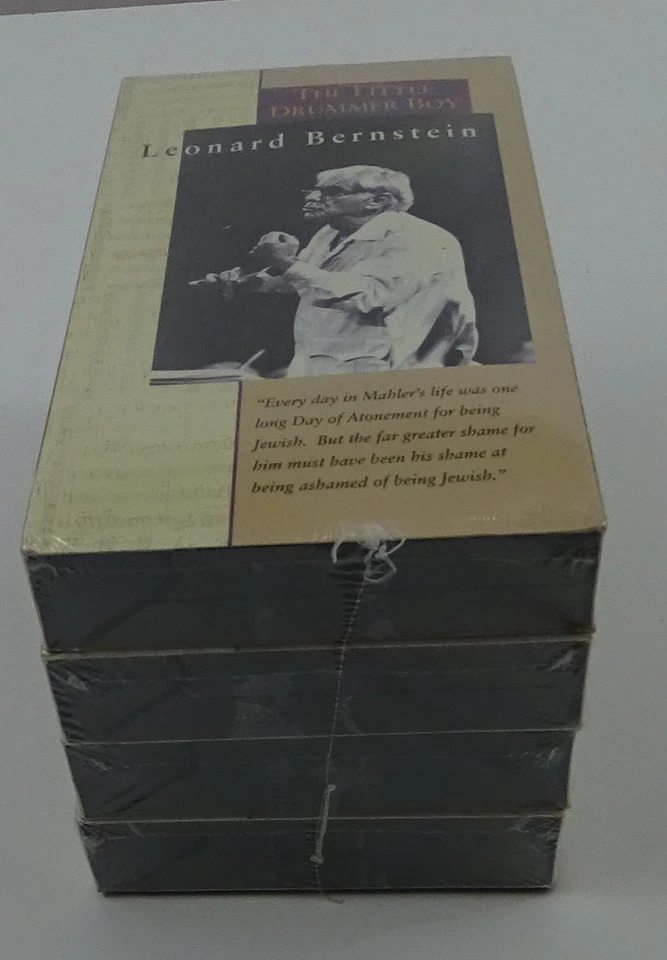 THE LITTLE
DRUMMER BOY
Leonard Bernstein
“Every day in Mahler's life was one
long Day of Atonement for being
Jewish. But the far greater shame for
him must have been his shame at
being ashamed of being Jewish.”